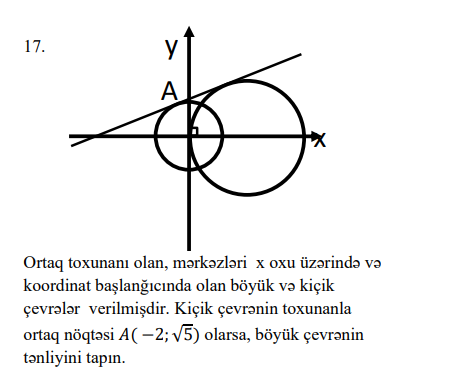 17.
y
A
x
Ortaq toxunanı olan, mərkəzləri x oxu üzərində və
koordinat başlanğıcında olan böyük və kiçik
çevrələr verilmişdir. Kiçik çevrənin toxunanla
ortaq nöqtəsi A( −2; √5) olarsa, böyük çevrənin
tənliyini tapın.